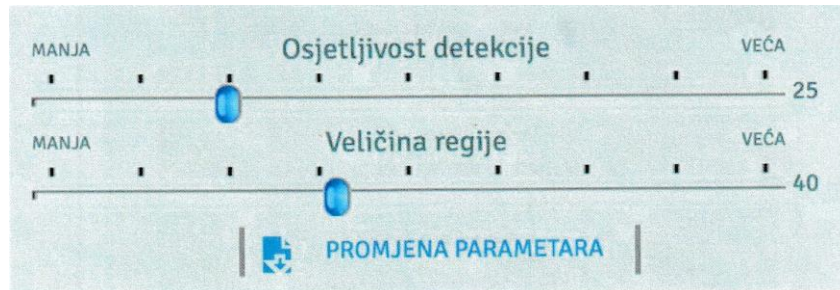 MANJA Osjetljivost detekcije VEĆA
25
MANJA Veličina regije VEĆA
40
PROMJENA PARAMETARA